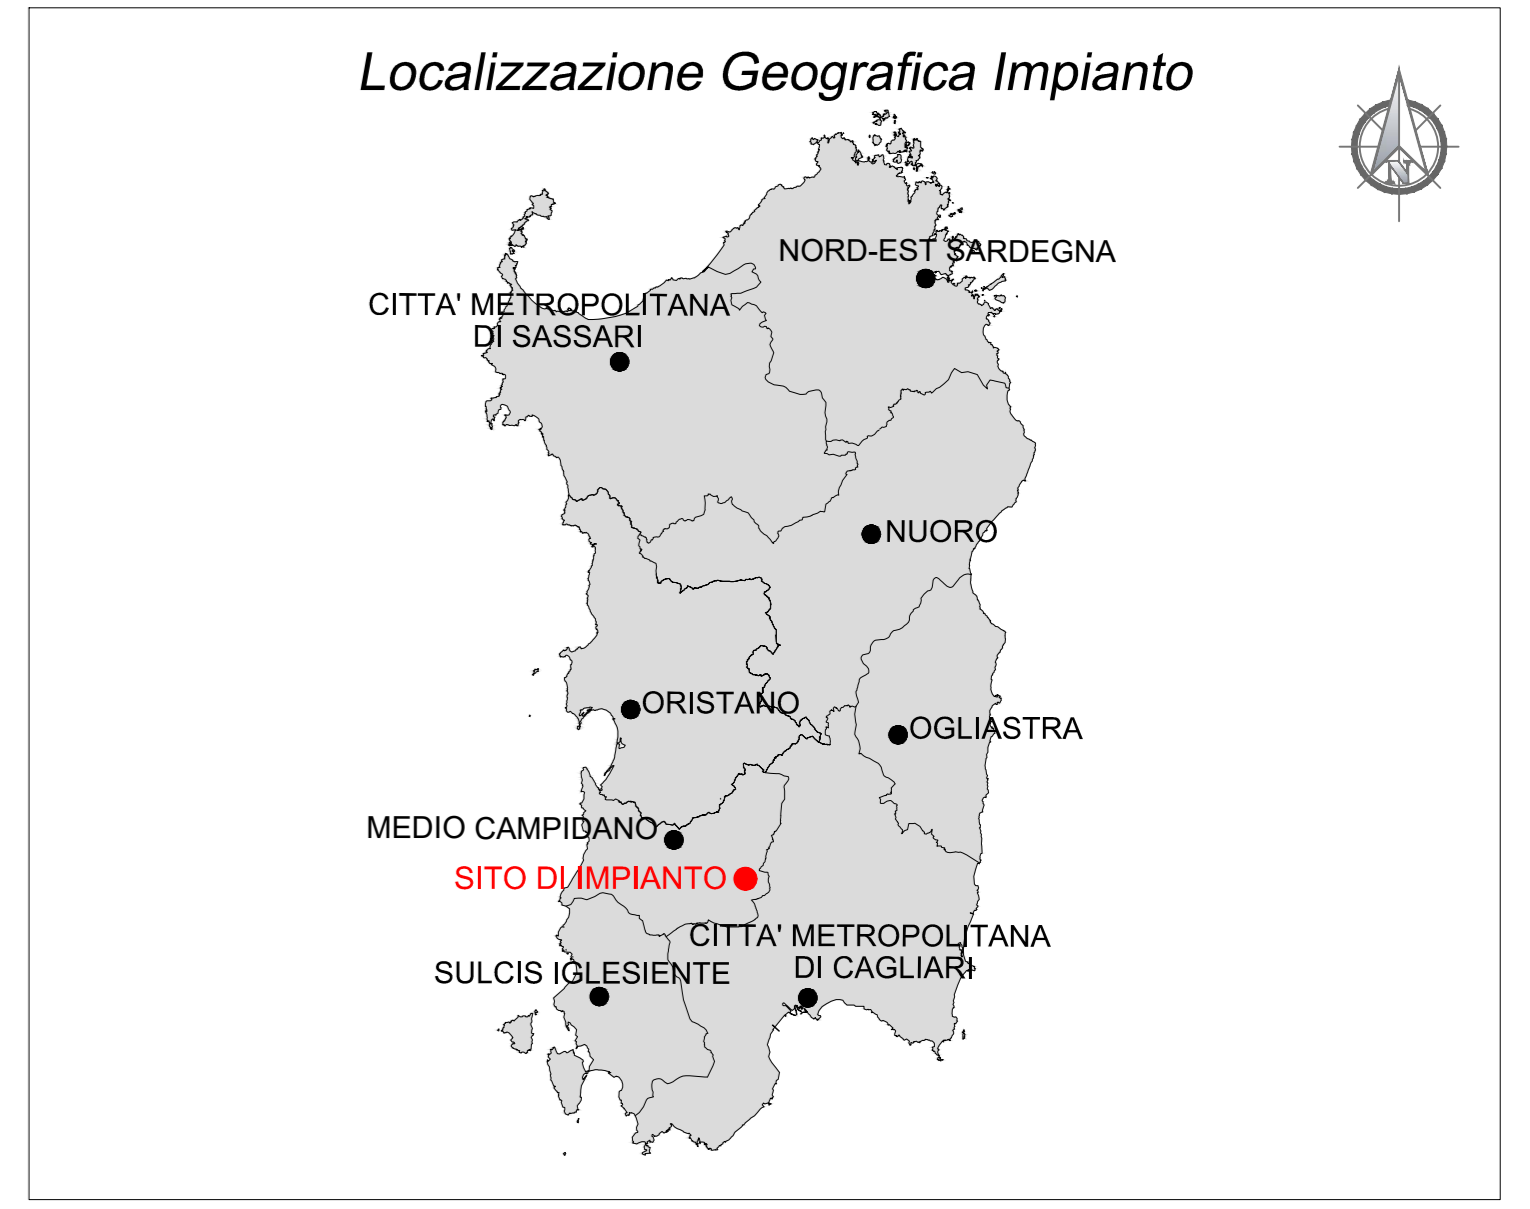 Localizzazione Geografica Impianto
N
NORD-EST SARDEGNA
CITTA' METROPOLITANA
DI SASSARI
NUORO
ORISTANO
OGLIASTRA
MEDIO CAMPIDANO
SITO DI IMPIANTO
CITTA' METROPOLITANA
DI CAGLIARI
SULCIS IGLESIENTE